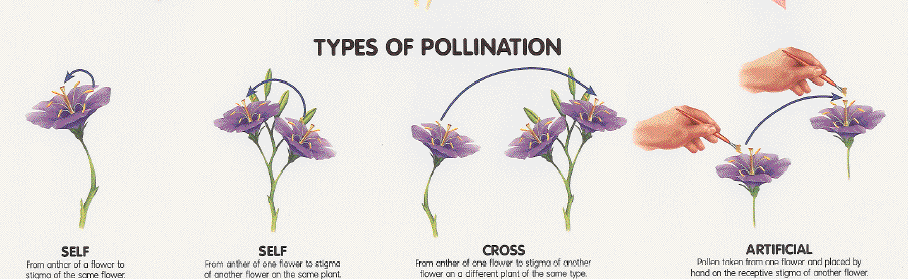 TYPES OF POLLINATION
SELF
From anther of a flower to
stigma of the same flower.
SELF
From anther of one flower to stigma
of another flower on the same plant.
CROSS
From anther of one flower to stigma of another
flower on a different plant of the same type.
ARTIFICIAL
Pollen taken from one flower and placed by
hand on the receptive stigma of another flower.